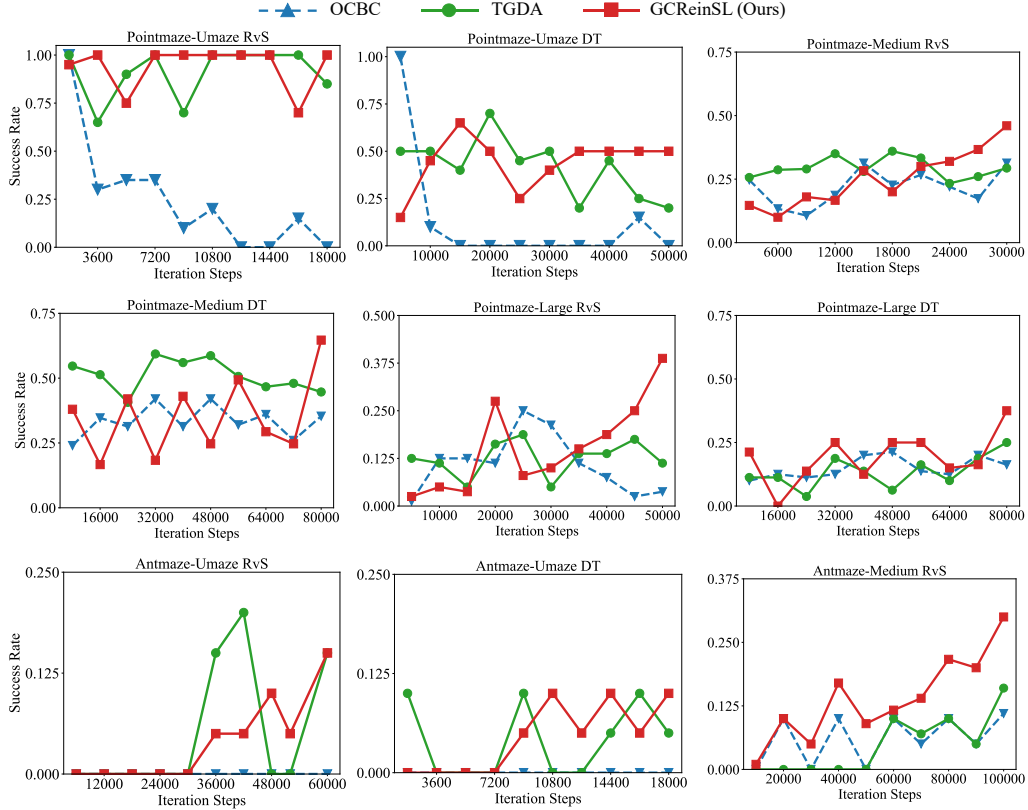 OCBC TGDA GCReinSL (Ours)
Pointmaze-Umaze RvS
Success Rate
1.00
0.75
0.50
0.25
0.00
3600 7200 10800 14400 18000
Iteration Steps
Pointmaze-Umaze DT
1.00
0.75
0.50
0.25
0.00
10000 20000 30000 40000 50000
Iteration Steps
Pointmaze-Medium RvS
0.75
0.50
0.25
0.00
6000 12000 18000 24000 30000
Iteration Steps
Pointmaze-Medium DT
Success Rate
0.75
0.50
0.25
0.00
16000 32000 48000 64000 80000
Iteration Steps
Pointmaze-Large RvS
0.500
0.375
0.250
0.125
0.000
10000 20000 30000 40000 50000
Iteration Steps
Pointmaze-Large DT
0.75
0.50
0.25
0.00
16000 32000 48000 64000 80000
Iteration Steps
Antmaze-Umaze RvS
Success Rate
0.250
0.125
0.000
12000 24000 36000 48000 60000
Iteration Steps
Antmaze-Umaze DT
0.250
0.125
0.000
3600 7200 10800 14400 18000
Iteration Steps
Antmaze-Medium RvS
0.375
0.250
0.125
0.000
20000 40000 60000 80000 100000
Iteration Steps